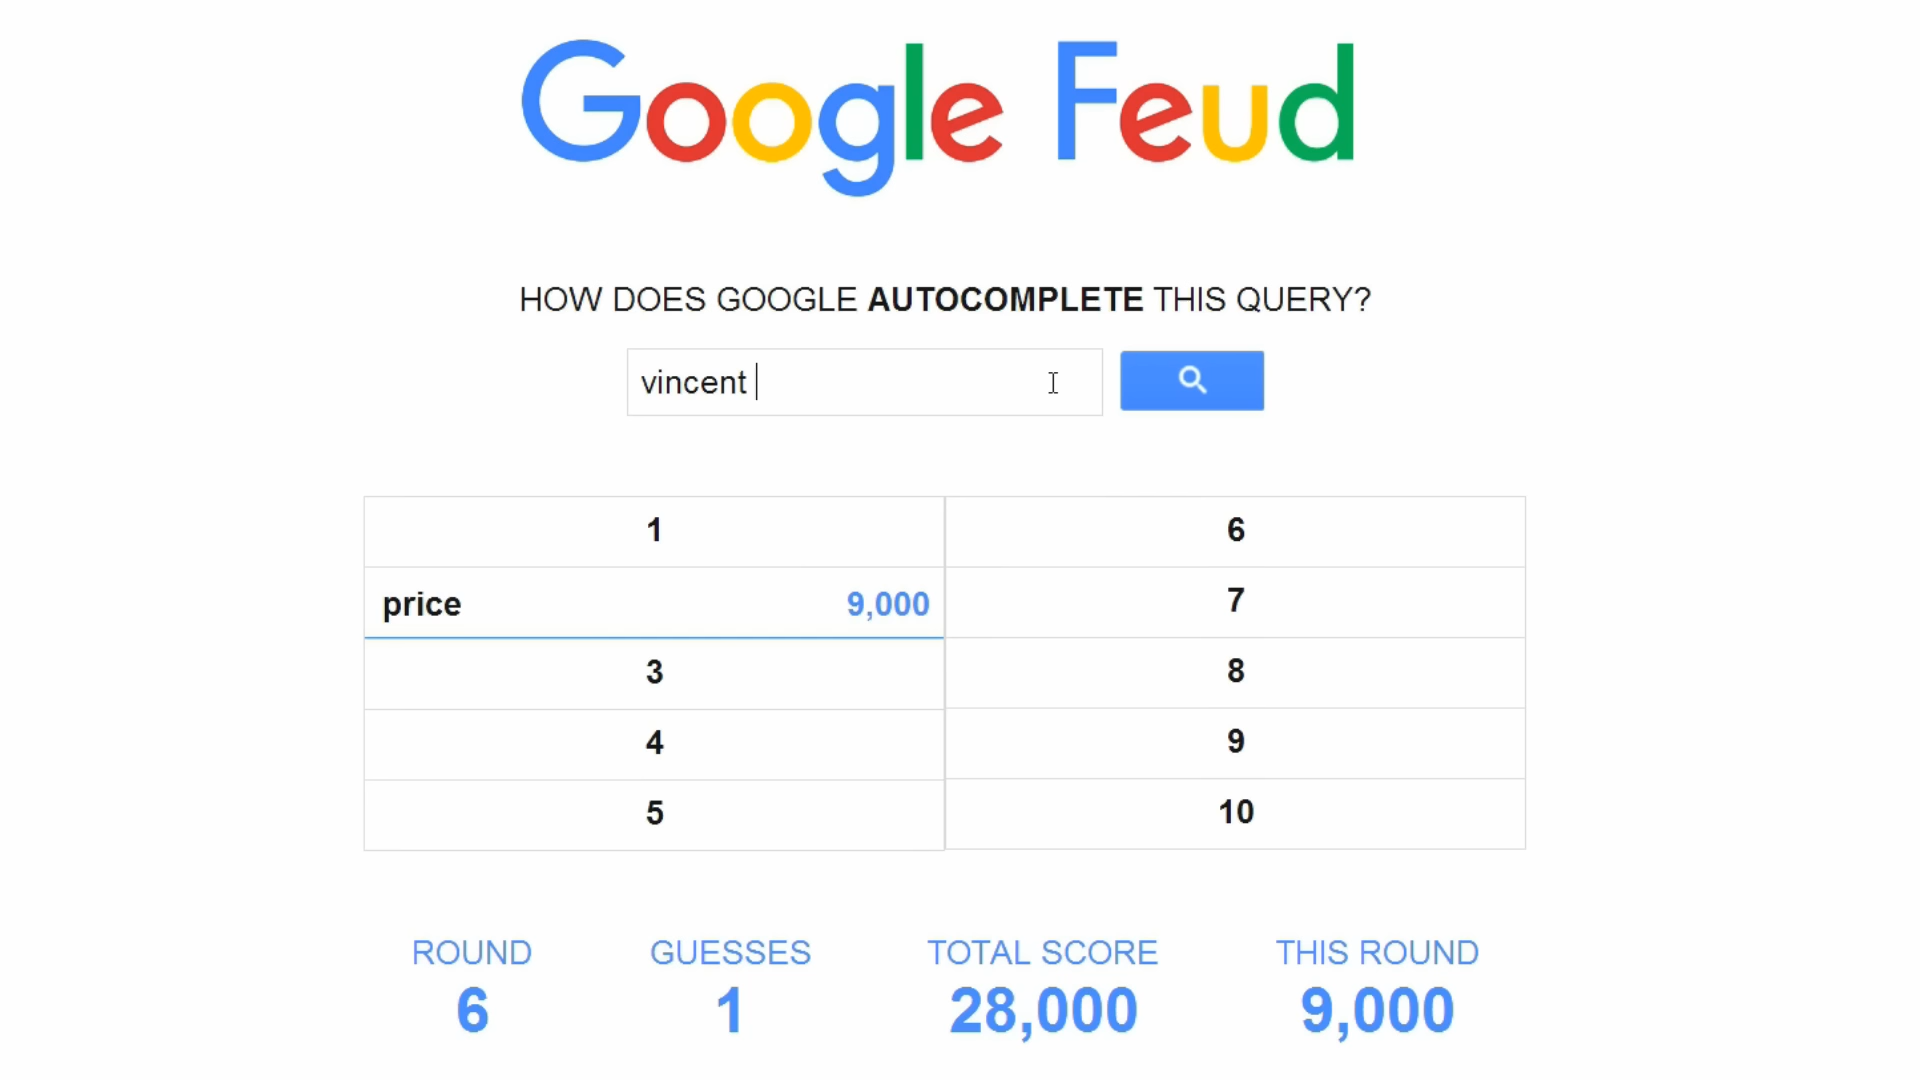 Google Feud
HOW DOES GOOGLE AUTOCOMPLETE THIS QUERY?
vincent
1
price 9,000
3
4
5
6
7
8
9
10
ROUND
6
GUESSES
1
TOTAL SCORE
28,000
THIS ROUND
9,000